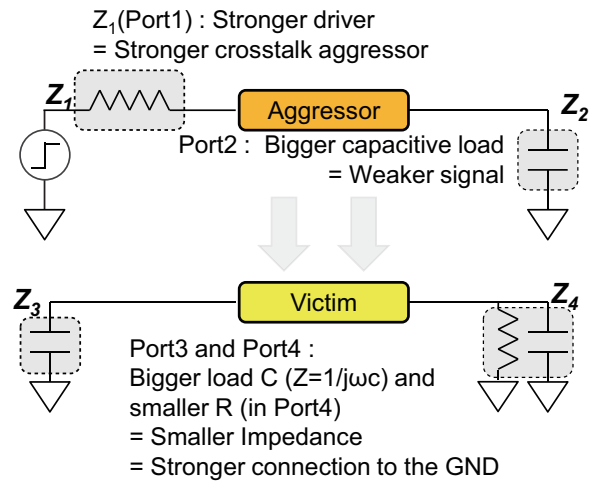 Z₁(Port1) : Stronger driver
= Stronger crosstalk aggressor
Z₁
Aggressor
Z₂
Port2 : Bigger capacitive load
= Weaker signal
Z₃
Victim
Z₄
Port3 and Port4 :
Bigger load C (Z=1/jωc) and
smaller R (in Port4)
= Smaller Impedance
= Stronger connection to the GND